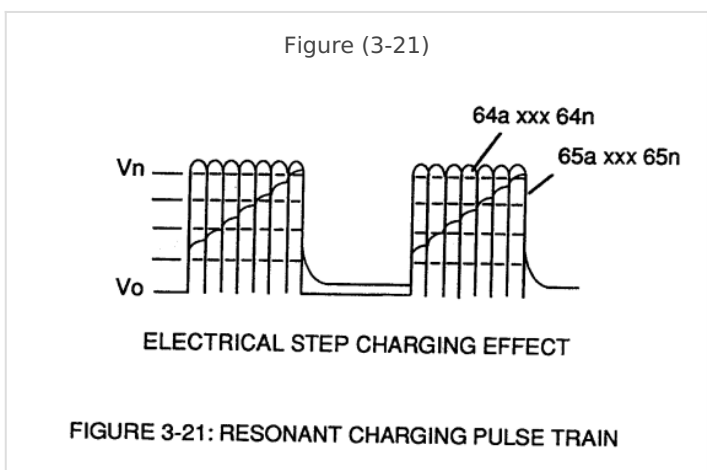 Figure (3-21)
64a xxx 64n
65a xxx 65n
Vn
Vo
ELECTRICAL STEP CHARGING EFFECT
FIGURE 3-21: RESONANT CHARGING PULSE TRAIN